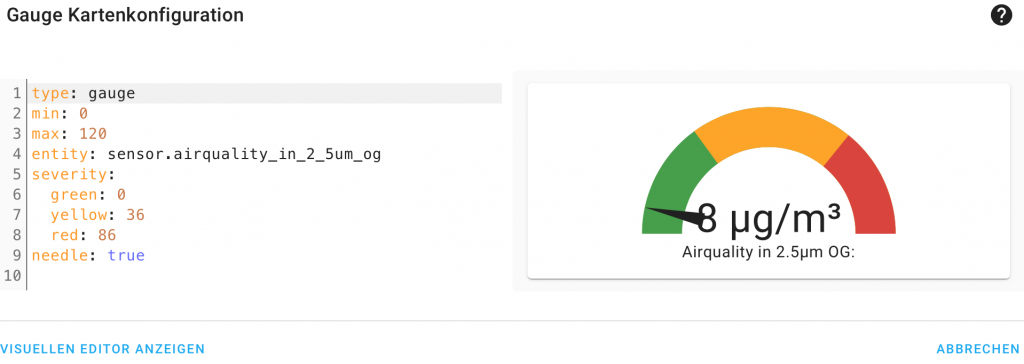 Gauge Kartenkonfiguration
?
1 type: gauge
2 min: 0
3 max: 120
4 entity: sensor.airquality_in_2_5um_og
5 severity:
6 green: 0
7 yellow: 36
8 red: 86
9 needle: true
10
8 µg/m³
Airquality in 2.5µm OG:
VISUELLEN EDITOR ANZEIGEN
ABBRECHEN